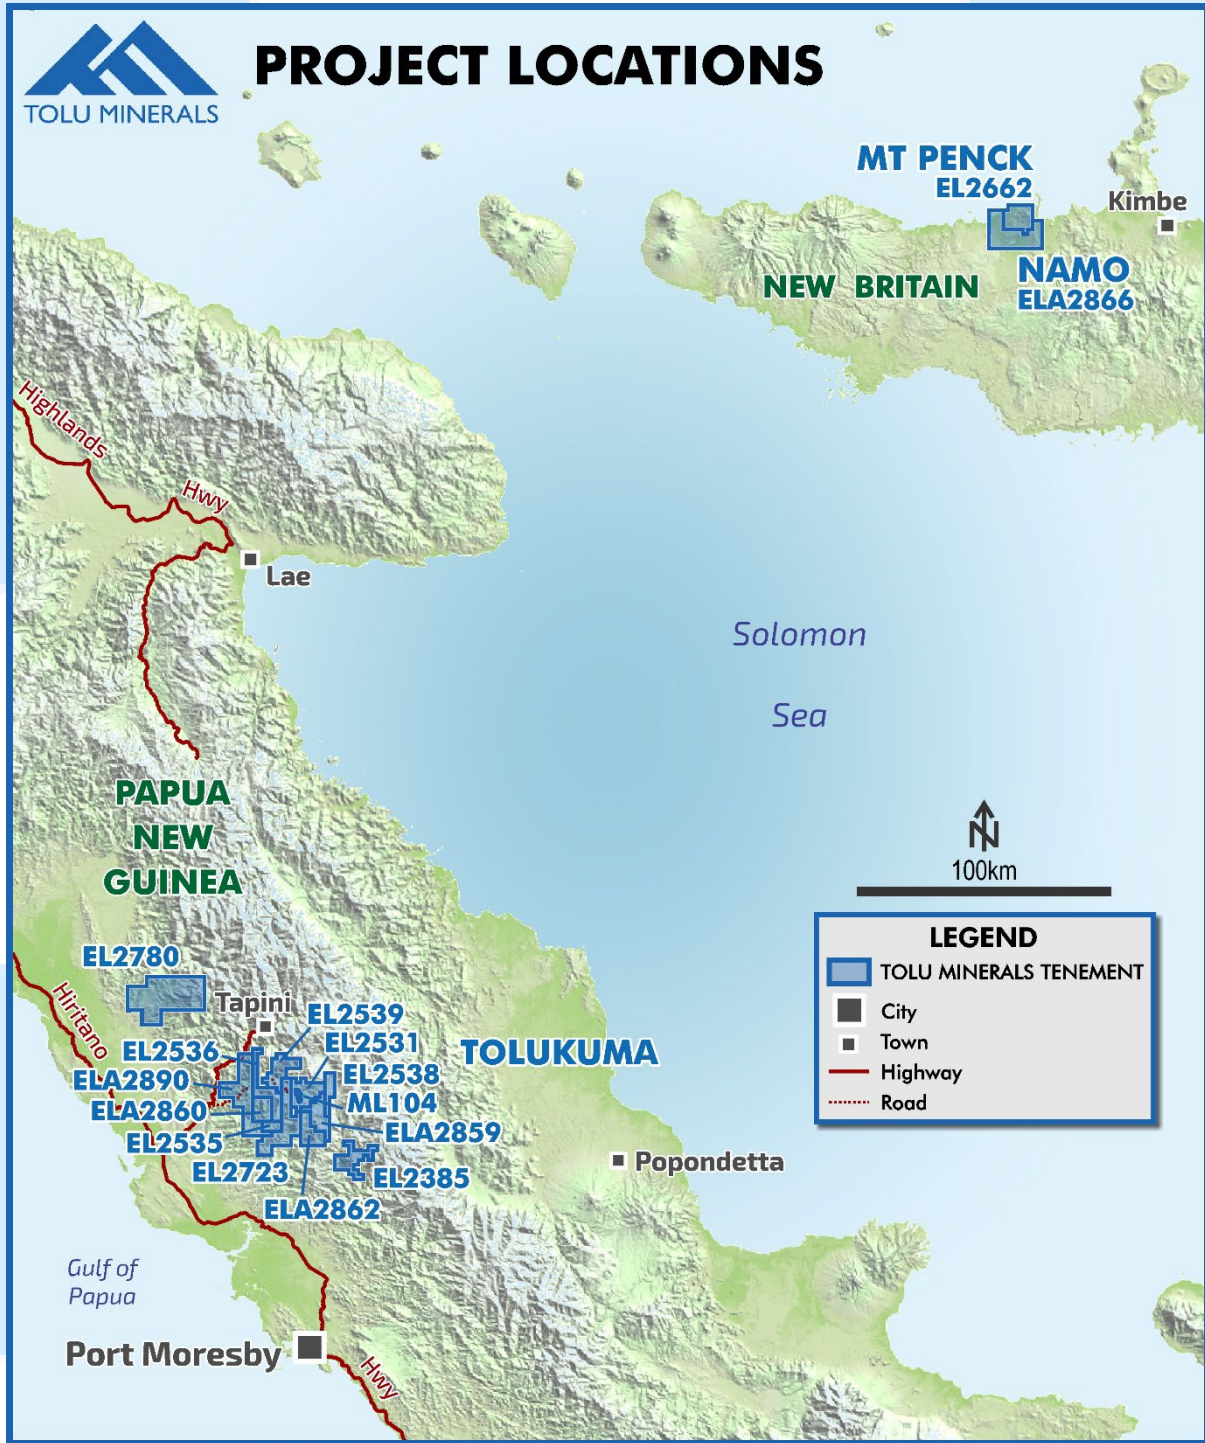 TOLU MINERALS
PROJECT LOCATIONS
MT PENCK
EL2662
Kimbe
NAMO
ELA2866
NEW BRITAIN
Highlands
Hwy
Lae
Solomon
Sea
PAPUA
NEW
GUINEA
N
100km
LEGEND
TOLU MINERALS TENEMENT
City
Town
Highway
Road
EL2780
Hiritano
Tapini
EL2539
EL2531
EL2536
TOLUKUMA
ELA2890
EL2538
ELA2860
ML104
EL2535
ELA2859
EL2723
EL2385
ELA2862
Popondetta
Gulf of
Papua
Port Moresby
Hwy